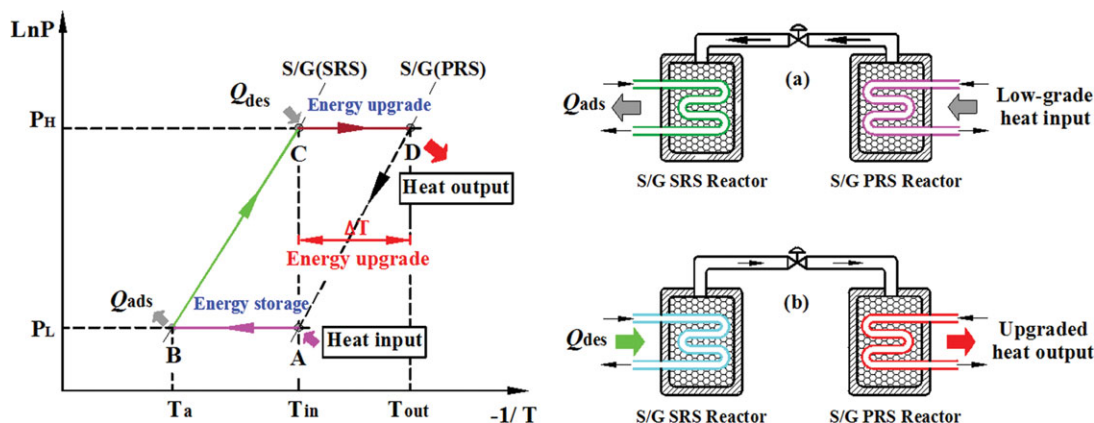 LnP
S/G(SRS)
S/G(PRS)
Qdes
Energy upgrade
PH
C
D
Heat output
ΔT
Energy upgrade
Qads
Energy storage
PL
B
A
Heat input
Ta
Tin
Tout
-1/ T
(a)
Qads
Low-grade
heat input
S/G SRS Reactor
S/G PRS Reactor
(b)
Qdes
Upgraded
heat output
S/G SRS Reactor
S/G PRS Reactor